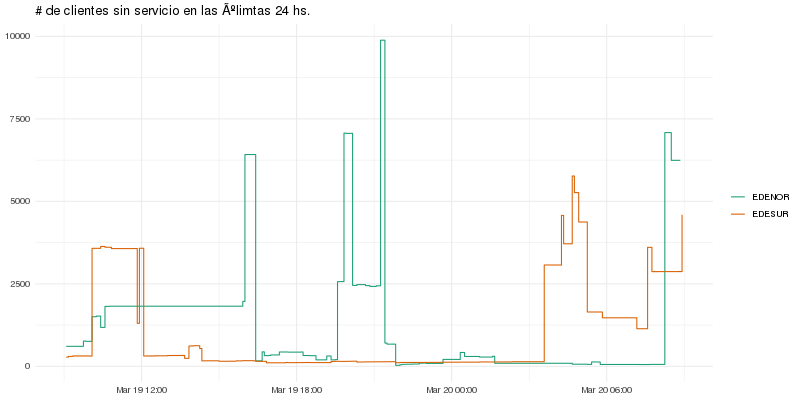 # de clientes sin servicio en las Ãºlimtas 24 hs.
10000
7500
5000
2500
0
Mar 19 12:00
Mar 19 18:00
Mar 20 00:00
Mar 20 06:00
EDENOR
EDESUR